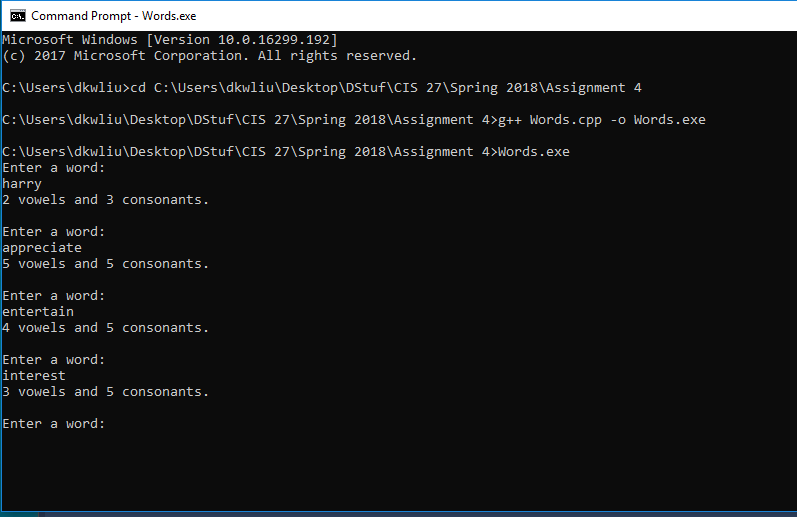 Command Prompt - Words.exe
Microsoft Windows [Version 10.0.16299.192]
(c) 2017 Microsoft Corporation. All rights reserved.
C:\Users\dkwliu>cd C:\Users\dkwliu\Desktop\DStuf\CIS 27\Spring 2018\Assignment 4
C:\Users\dkwliu\Desktop\DStuf\CIS 27\Spring 2018\Assignment 4>g++ Words.cpp -o Words.exe
C:\Users\dkwliu\Desktop\DStuf\CIS 27\Spring 2018\Assignment 4>Words.exe
Enter a word:
harry
2 vowels and 3 consonants.
Enter a word:
appreciate
5 vowels and 5 consonants.
Enter a word:
entertain
4 vowels and 5 consonants.
Enter a word:
interest
3 vowels and 5 consonants.
Enter a word: